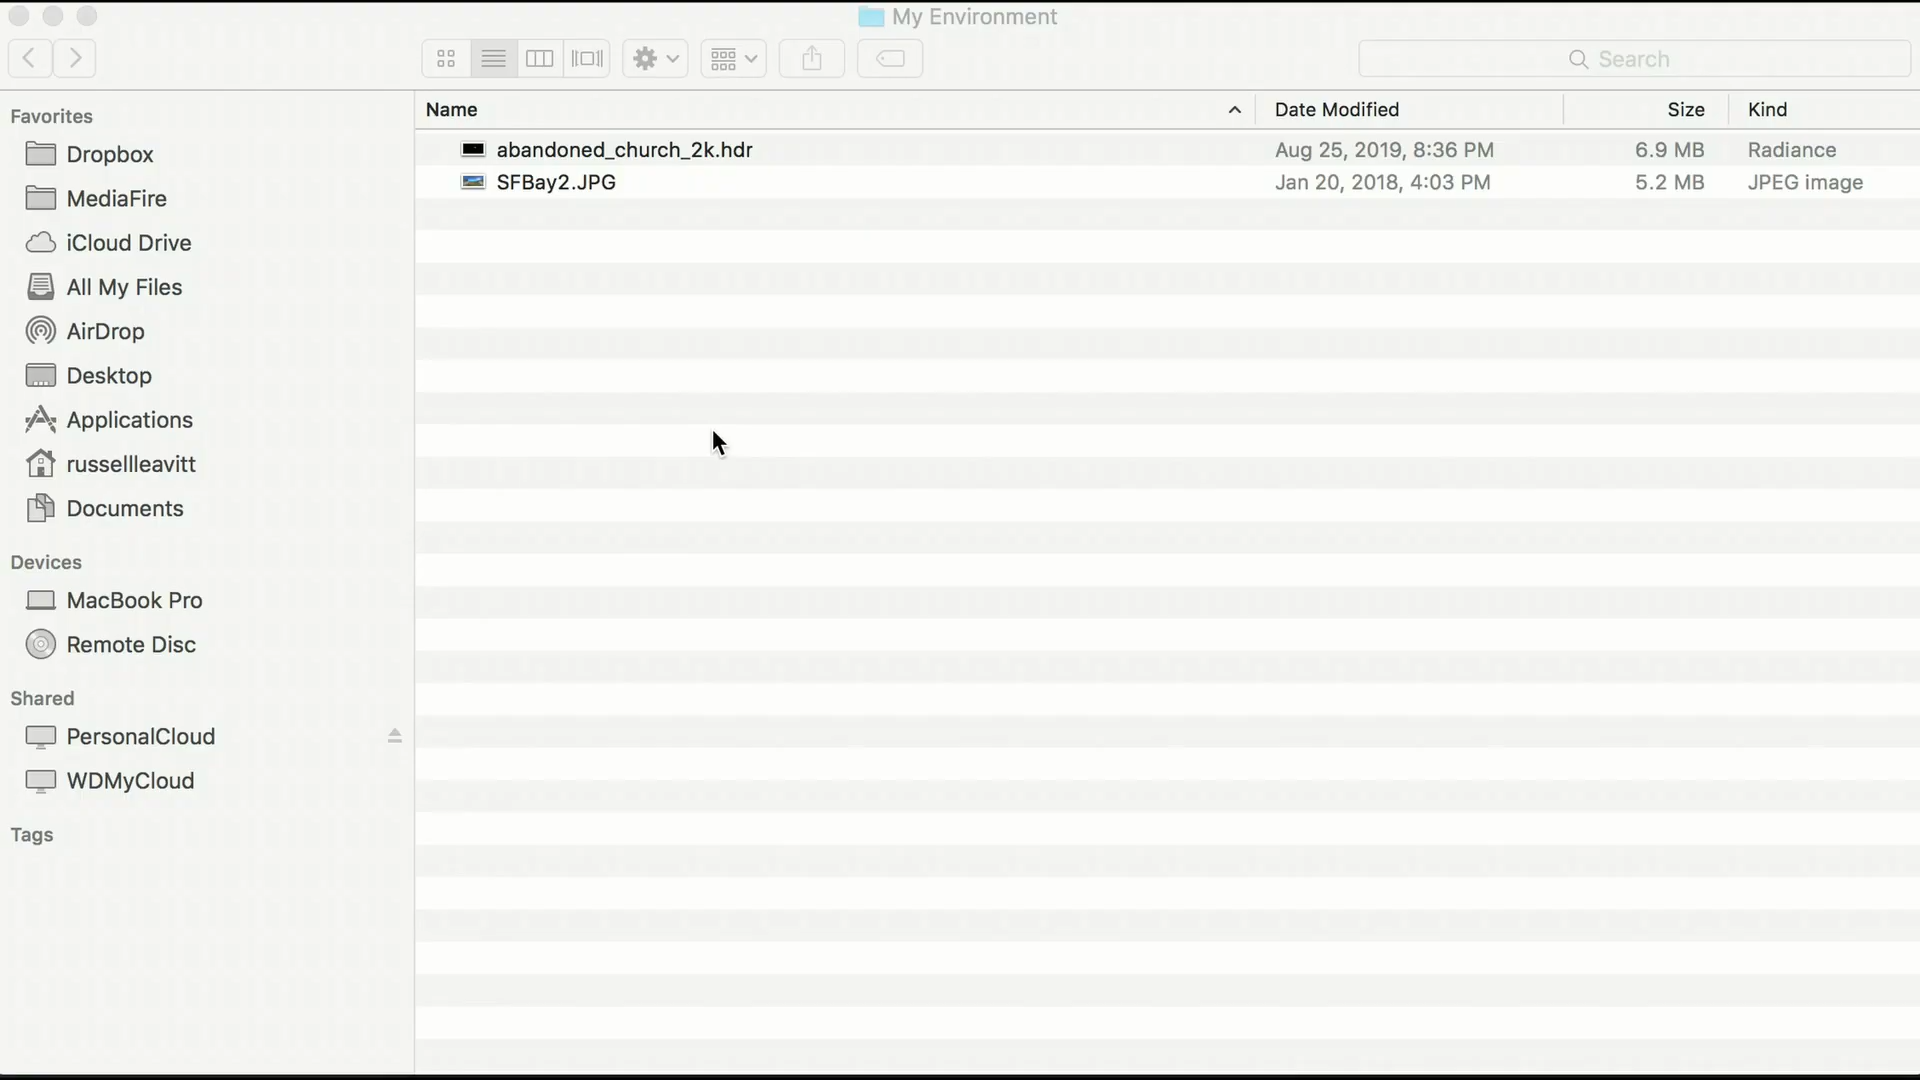 My Environment
Search
Favorites
Dropbox
MediaFire
iCloud Drive
All My Files
AirDrop
Desktop
Applications
russellleavitt
Documents
Devices
MacBook Pro
Remote Disc
Shared
PersonalCloud
WDMyCloud
Tags
Name Date Modified Size Kind
abandoned_church_2k.hdr Aug 25, 2019, 8:36 PM 6.9 MB Radiance
SFBay2.JPG Jan 20, 2018, 4:03 PM 5.2 MB JPEG image